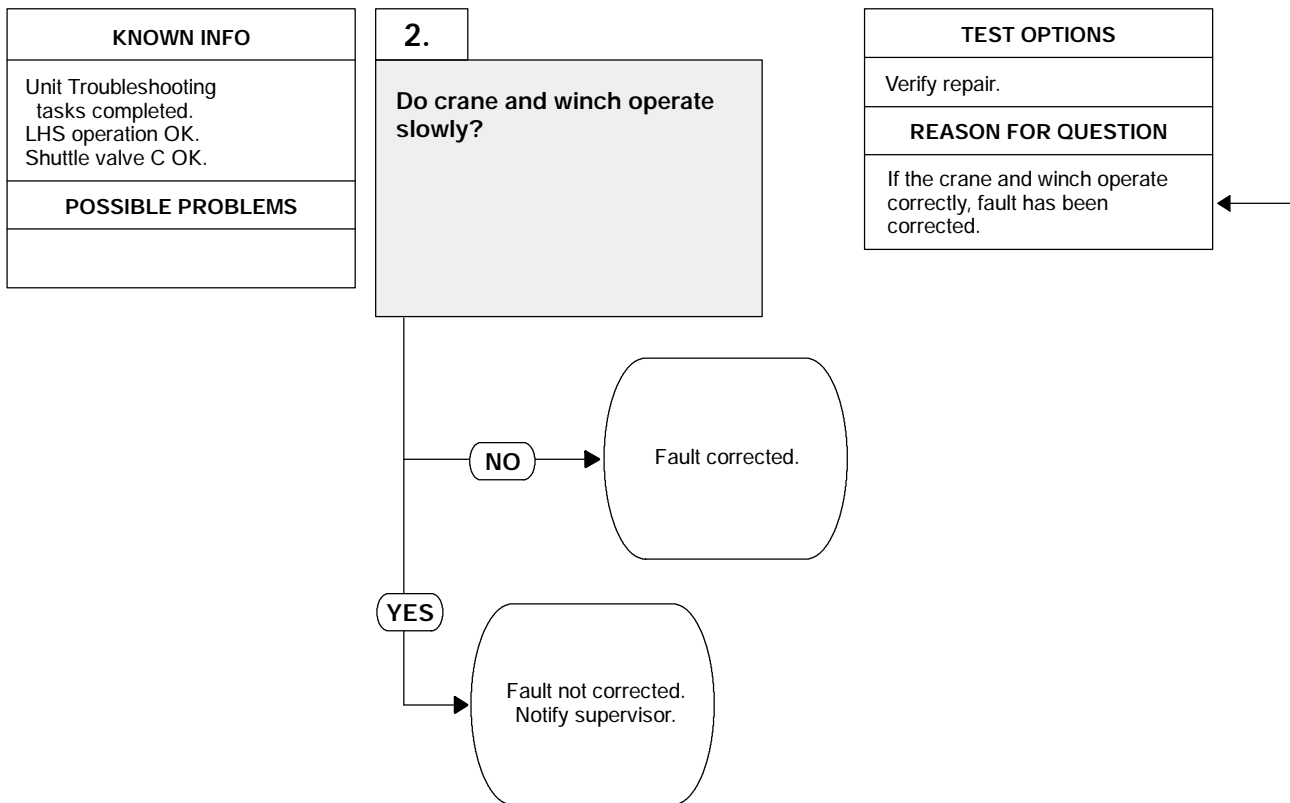 KNOWN INFO
Unit Troubleshooting
tasks completed.
LHS operation OK.
Shuttle valve C OK.
POSSIBLE PROBLEMS
2.
Do crane and winch operate
slowly?
TEST OPTIONS
Verify repair.
REASON FOR QUESTION
If the crane and winch operate
correctly, fault has been
corrected.
NO
Fault corrected.
YES
Fault not corrected.
Notify supervisor.